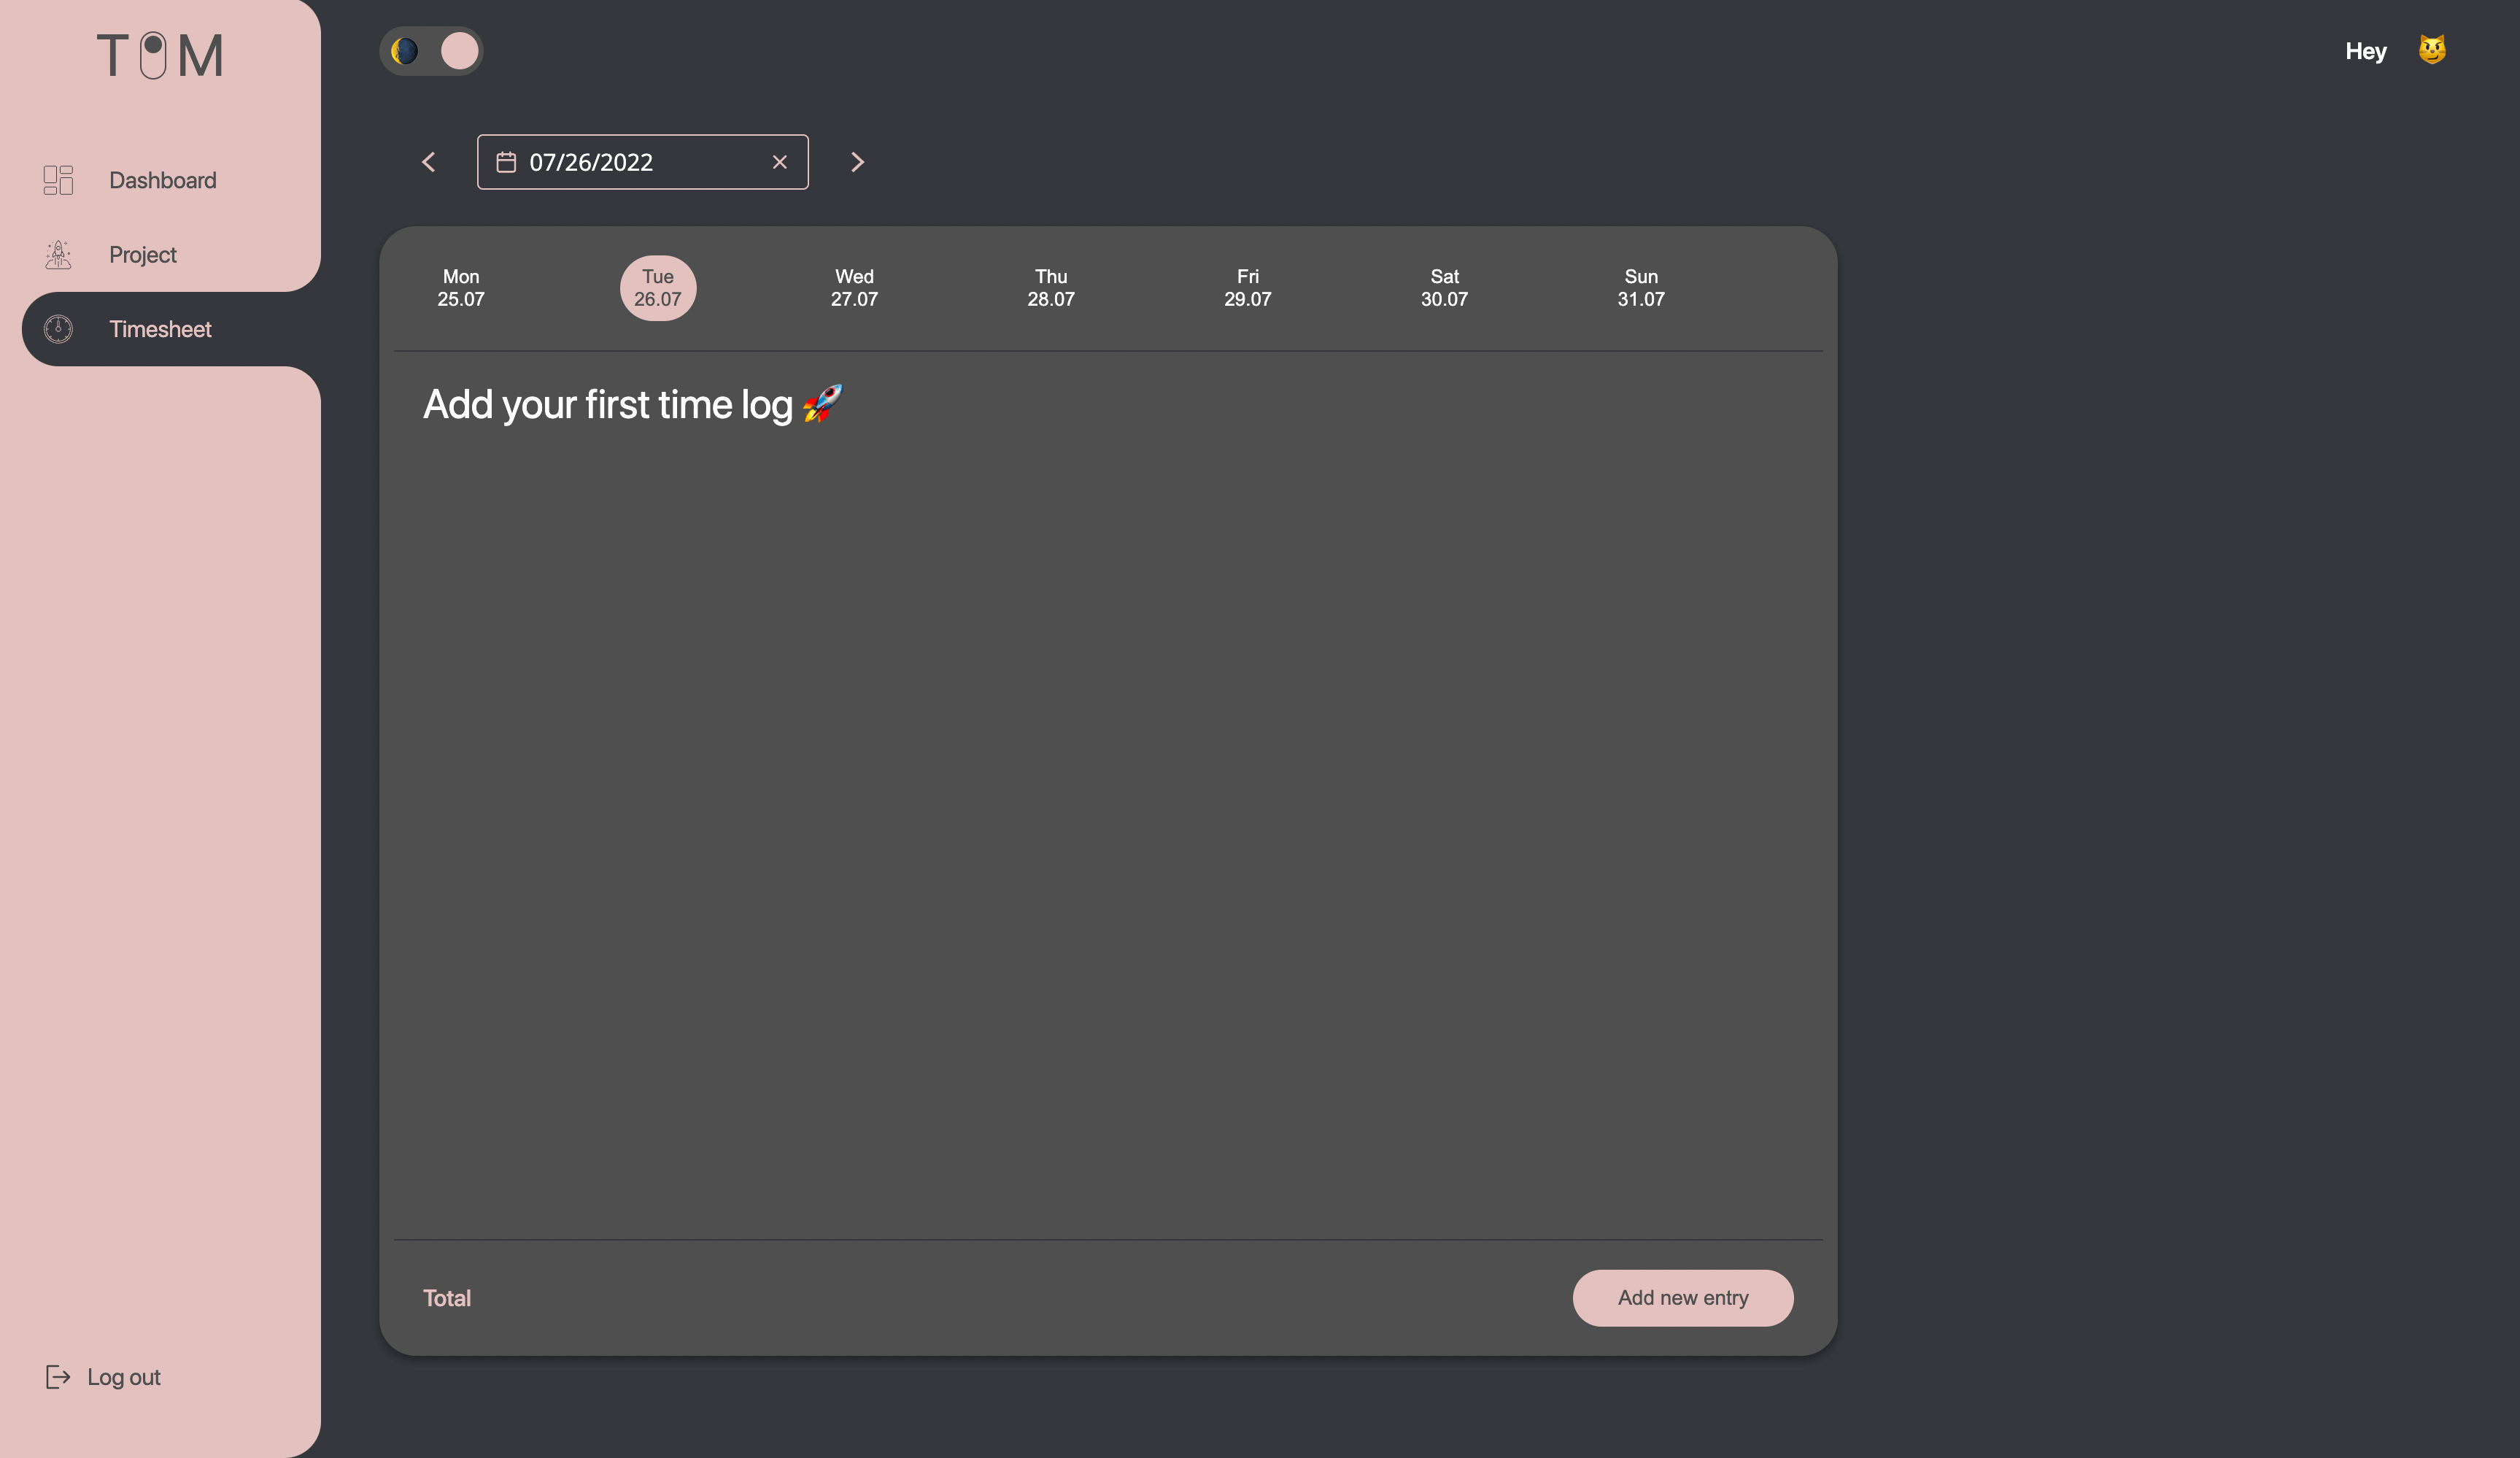 TOM
Hey
Dashboard
Project
Timesheet
Log out
07/26/2022
Mon
25.07
Tue
26.07
Wed
27.07
Thu
28.07
Fri
29.07
Sat
30.07
Sun
31.07
Add your first time log 🚀
Total
Add new entry